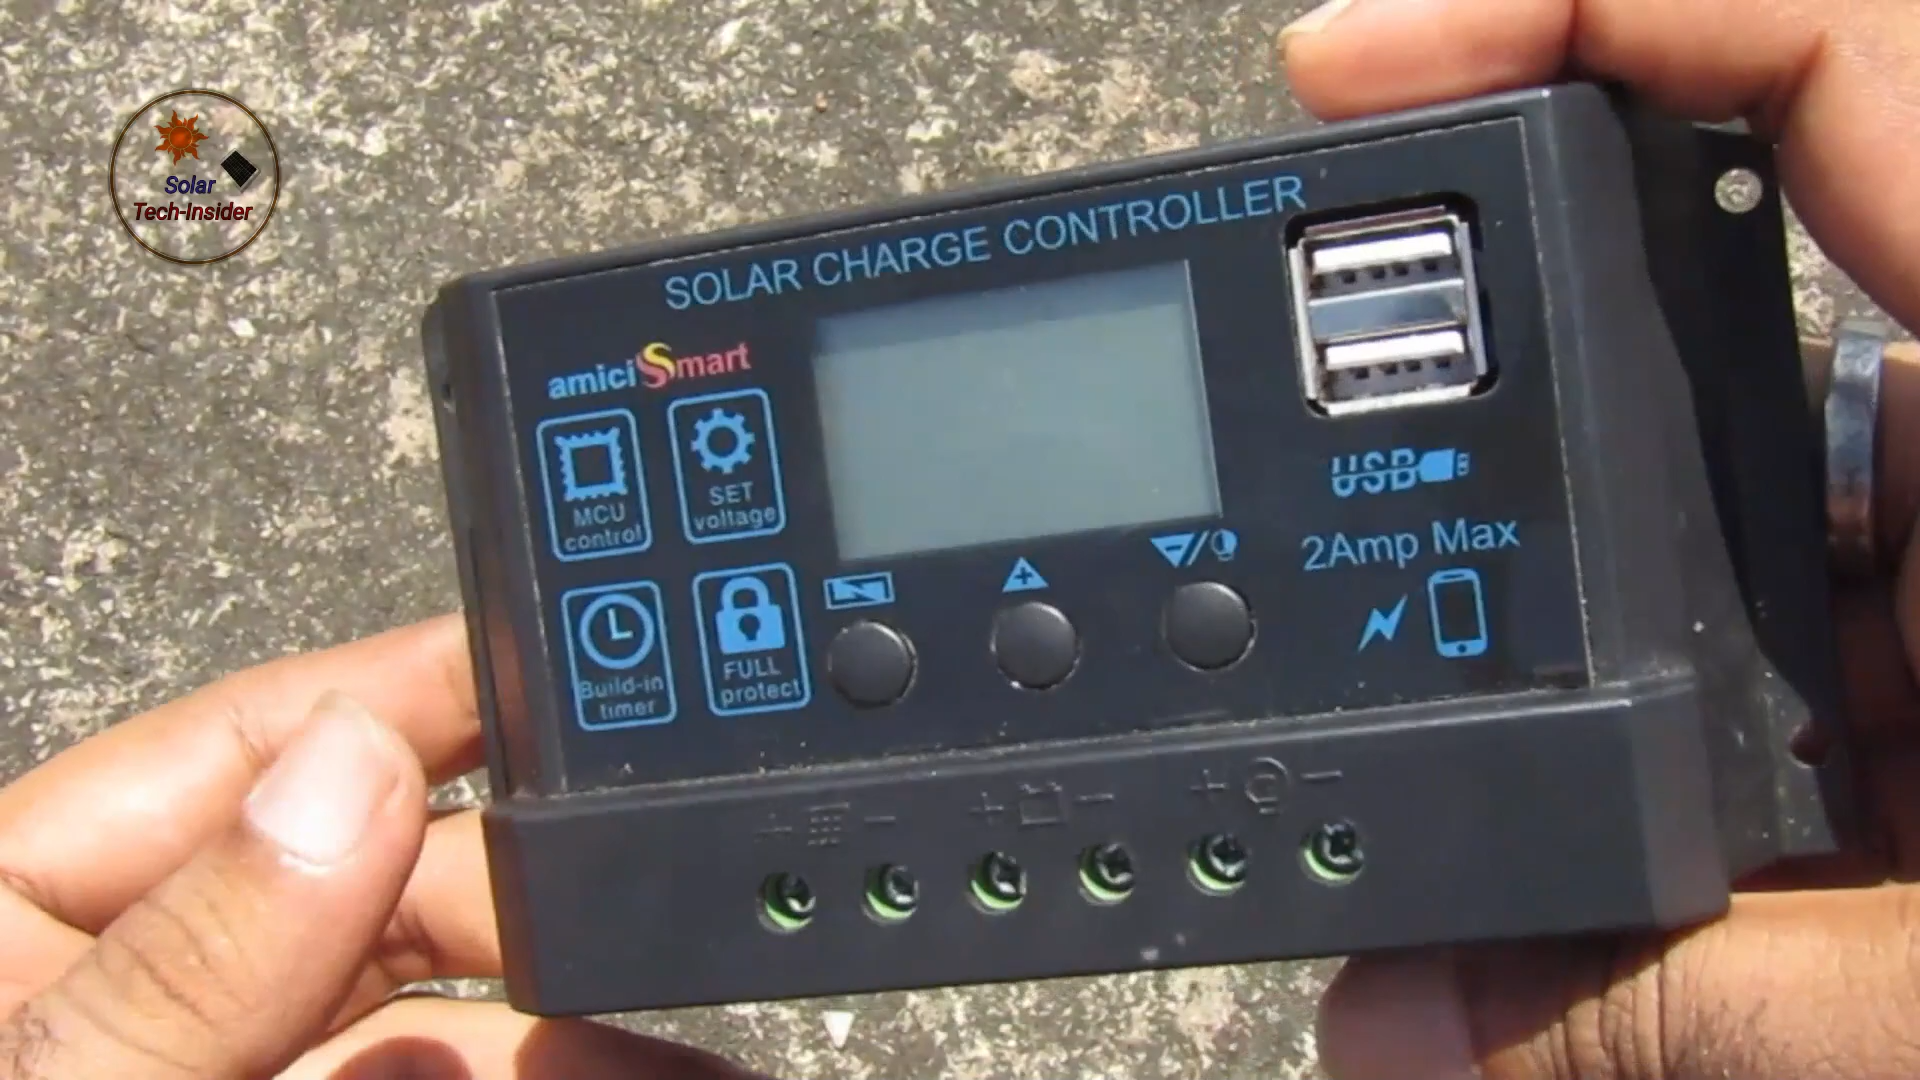 Solar
Tech-Insider
SOLAR CHARGE CONTROLLER
amiciSmart
MCU
control
SET
voltage
Build-in
timer
FULL
protect
USB
2Amp Max